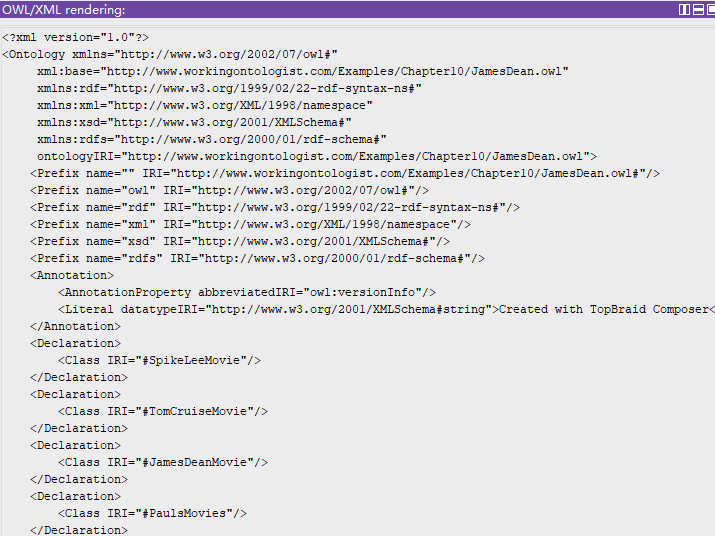 OWL/XML rendering:
<?xml version="1.0"?>
<Ontology xmlns="http://www.w3.org/2002/07/owl#"
     xml:base="http://www.workingontologist.com/Examples/Chapter10/JamesDean.owl"
     xmlns:rdf="http://www.w3.org/1999/02/22-rdf-syntax-ns#"
     xmlns:xml="http://www.w3.org/XML/1998/namespace"
     xmlns:xsd="http://www.w3.org/2001/XMLSchema#"
     xmlns:rdfs="http://www.w3.org/2000/01/rdf-schema#"
     ontologyIRI="http://www.workingontologist.com/Examples/Chapter10/JamesDean.owl">
    <Prefix name="" IRI="http://www.workingontologist.com/Examples/Chapter10/JamesDean.owl#"/>
    <Prefix name="owl" IRI="http://www.w3.org/2002/07/owl#"/>
    <Prefix name="rdf" IRI="http://www.w3.org/1999/02/22-rdf-syntax-ns#"/>
    <Prefix name="xml" IRI="http://www.w3.org/XML/1998/namespace"/>
    <Prefix name="xsd" IRI="http://www.w3.org/2001/XMLSchema#"/>
    <Prefix name="rdfs" IRI="http://www.w3.org/2000/01/rdf-schema#"/>
    <Annotation>
        <AnnotationProperty abbreviatedIRI="owl:versionInfo"/>
        <Literal datatypeIRI="http://www.w3.org/2001/XMLSchema#string">Created with TopBraid Composer<
    </Annotation>
    <Declaration>
        <Class IRI="#SpikeLeeMovie"/>
    </Declaration>
    <Declaration>
        <Class IRI="#TomCruiseMovie"/>
    </Declaration>
    <Declaration>
        <Class IRI="#JamesDeanMovie"/>
    </Declaration>
    <Declaration>
        <Class IRI="#PaulsMovies"/>
    </Declaration>